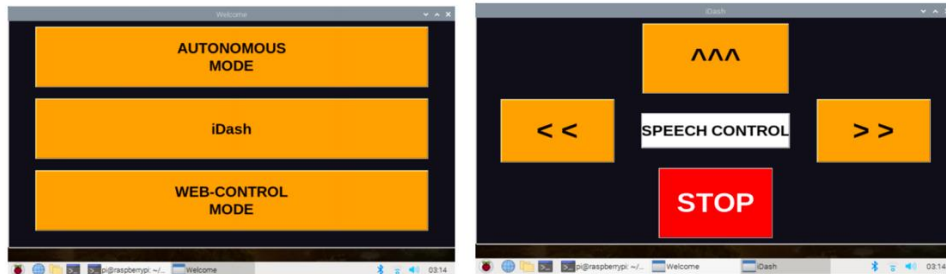 Welcome
AUTONOMOUS
MODE
iDash
WEB-CONTROL
MODE
pi@raspberrypi: ~/...
Welcome
03:14
iDash
^^^
< <
SPEECH CONTROL
> >
STOP
pi@raspberrypi: ~/...
Welcome
iDash
03:14